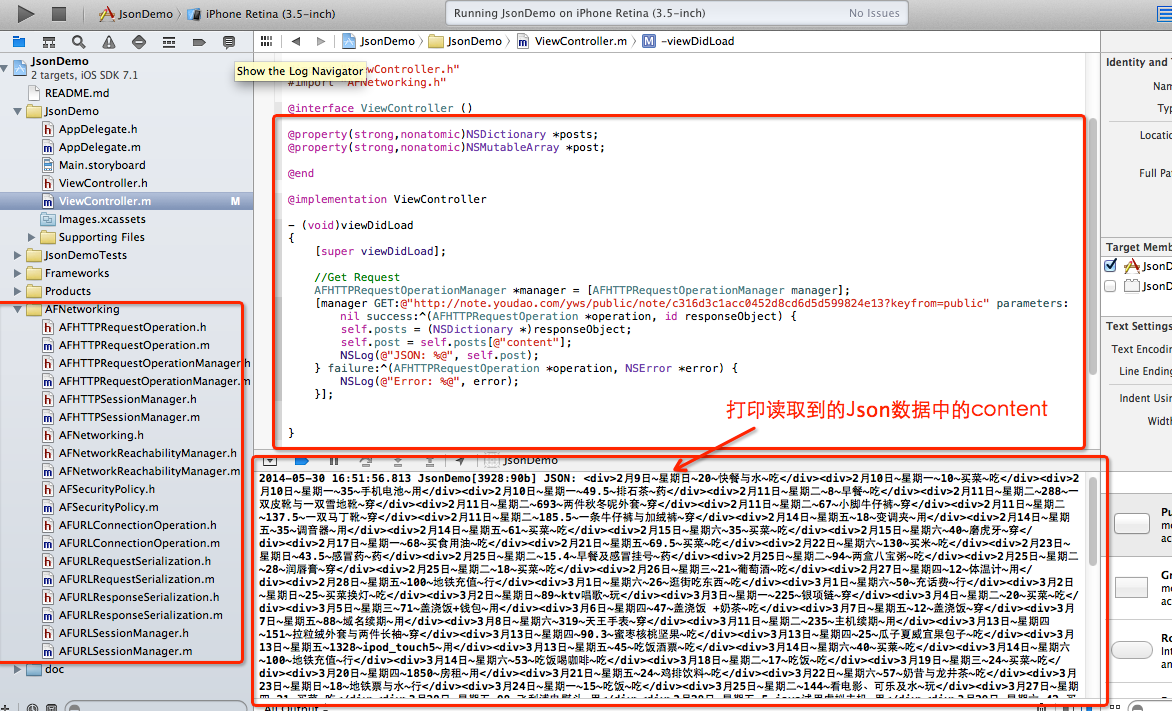 JsonDemo
iPhone Retina (3.5-inch)
Running JsonDemo on iPhone Retina (3.5-inch)
No Issues
JsonDemo
2 targets, iOS SDK 7.1
README.md
JsonDemo
AppDelegate.h
AppDelegate.m
Main.storyboard
ViewController.h
ViewController.m M
Images.xcassets
Supporting Files
JsonDemoTests
Frameworks
Products
AFNetworking
AFHTTPRequestOperation.h
AFHTTPRequestOperation.m
AFHTTPRequestOperationManager.h
AFHTTPRequestOperationManager.m
AFHTTPSessionManager.h
AFHTTPSessionManager.m
AFNetworking.h
AFNetworkReachabilityManager.h
AFNetworkReachabilityManager.m
AFSecurityPolicy.h
AFSecurityPolicy.m
AFURLConnectionOperation.h
AFURLConnectionOperation.m
AFURLRequestSerialization.h
AFURLRequestSerialization.m
AFURLResponseSerialization.h
AFURLResponseSerialization.m
AFURLSessionManager.h
AFURLSessionManager.m
doc
JsonDemo
JsonDemo
ViewController.m
-viewDidLoad
Show the Log Navigator
wController.h"
#import "AFNetworking.h"
@interface ViewController ()
@property(strong,nonatomic)NSDictionary *posts;
@property(strong,nonatomic)NSMutableArray *post;
@end
@implementation ViewController
- (void)viewDidLoad
{
[super viewDidLoad];
//Get Request
AFHTTPRequestOperationManager *manager = [AFHTTPRequestOperationManager manager];
[manager GET:@"http://note.youdao.com/yws/public/note/c316d3c1acc0452d8cd6d5d599824e13?keyfrom=public" parameters:
nil success:^(AFHTTPRequestOperation *operation, id responseObject) {
self.posts = (NSDictionary *)responseObject;
self.post = self.posts[@"content"];
NSLog(@"JSON: %@", self.post);
} failure:^(AFHTTPRequestOperation *operation, NSError *error) {
NSLog(@"Error: %@", error);
}];
}
打印读取到的Json数据中的content
JsonDemo
2014-05-30 16:51:56.813 JsonDemo[3928:90b] JSON: <div>2月9日~星期日~20~快餐与水~吃</div><div>2月10日~星期一~10~买菜~吃</div><div>2
月10日~星期一~35~手机电池~用</div><div>2月10日~星期一~49.5~排石茶~药</div><div>2月11日~星期二~8~早餐~吃</div><div>2月11日~星期二~288~一
双皮靴与一双雪地靴~穿</div><div>2月11日~星期二~693~两件秋冬呢外套~穿</div><div>2月11日~星期二~67~小脚牛仔裤~穿</div><div>2月11日~星期二
~137.5~一双马丁靴~穿</div><div>2月11日~星期二~185.5~一条牛仔裤与加绒裤~穿</div><div>2月14日~星期五~18~变调夹~用</div><div>2月14日~星期
五~35~调音器~用</div><div>2月14日~星期五~61~买菜~吃</div><div>2月15日~星期六~35~买菜~吃</div><div>2月15日~星期六~40~磨虎牙~穿</
div><div>2月17日~星期一~68~买食用油~吃</div><div>2月21日~星期五~69.5~买菜~吃</div><div>2月22日~星期六~130~买米~吃</div><div>2月23日~
星期日~43.5~感冒药~药</div><div>2月25日~星期二~15.4~早餐及感冒挂号~药</div><div>2月25日~星期二~94~两盒八宝粥~吃</div><div>2月25日~星期二
~28~润唇膏~穿</div><div>2月25日~星期二~18~买菜~吃</div><div>2月26日~星期三~21~葡萄酒~吃</div><div>2月27日~星期四~12~体温计~用</
div><div>2月28日~星期五~100~地铁充值~行</div><div>3月1日~星期六~26~逛街吃东西~吃</div><div>3月1日~星期六~50~充话费~行</div><div>3月2
日~星期日~25~买菜换灯~吃</div><div>3月2日~星期日~89~ktv唱歌~玩</div><div>3月3日~星期一~225~银项链~穿</div><div>3月4日~星期二~20~买菜~吃</
div><div>3月5日~星期三~71~盖浇饭+钱包~用</div><div>3月6日~星期四~47~盖浇饭 +奶茶~吃</div><div>3月7日~星期五~12~盖浇饭~穿</div><div>3月
7日~星期五~88~域名续期~用</div><div>3月8日~星期六~319~天王手表~穿</div><div>3月11日~星期二~235~主机续期~用</div><div>3月13日~星期四
~151~拉粒绒外套与两件长袖~穿</div><div>3月13日~星期四~90.3~蜜枣核桃坚果~吃</div><div>3月13日~星期四~25~瓜子夏威宜果包子~吃</div><div>3月
13日~星期五~1328~ipod_touch5~用</div><div>3月13日~星期五~45~吃饭酒票~吃</div><div>3月14日~星期六~40~买菜~吃</div><div>3月14日~星期六
~100~地铁充值~行</div><div>3月14日~星期六~53~吃饭喝咖啡~吃</div><div>3月18日~星期二~17~吃饭~吃</div><div>3月19日~星期三~24~买菜~吃</
div><div>3月20日~星期四~1850~房租~用</div><div>3月21日~星期五~24~鸡排饮料~吃</div><div>3月22日~星期六~57~奶昔与龙井茶~吃</div><div>3月
23日~星期日~18~地铁票与水~行</div><div>3月24日~星期一~15~吃饭~吃</div><div>3月25日~星期二~144~看电影、可乐及水~玩</div><div>3月27日~星期
All Output
Identity and
Nam
Typ
Locatio
Full Pa
Target Memb
JsonD
JsonD
Text Settings
Text Encodin
Line Ending
Indent Usin
Width